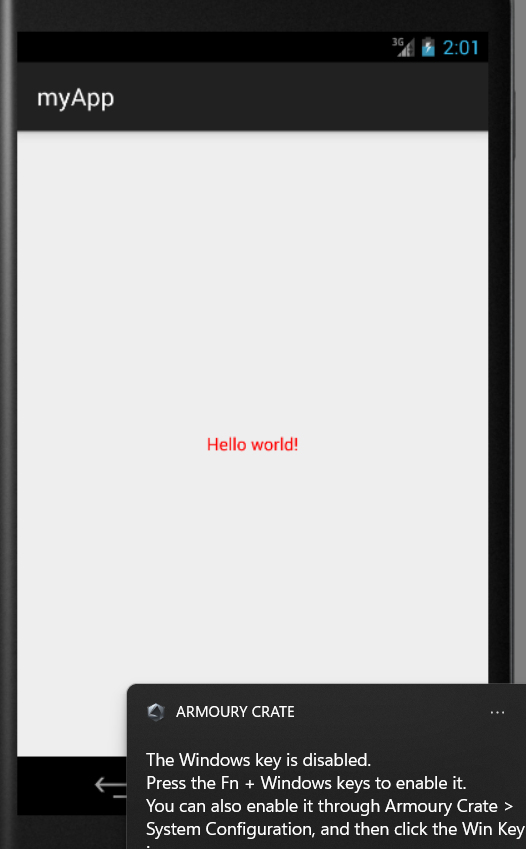 3G 2:01
myApp
Hello world!
ARMOURY CRATE
The Windows key is disabled.
Press the Fn + Windows keys to enable it.
You can also enable it through Armoury Crate >
System Configuration, and then click the Win Key